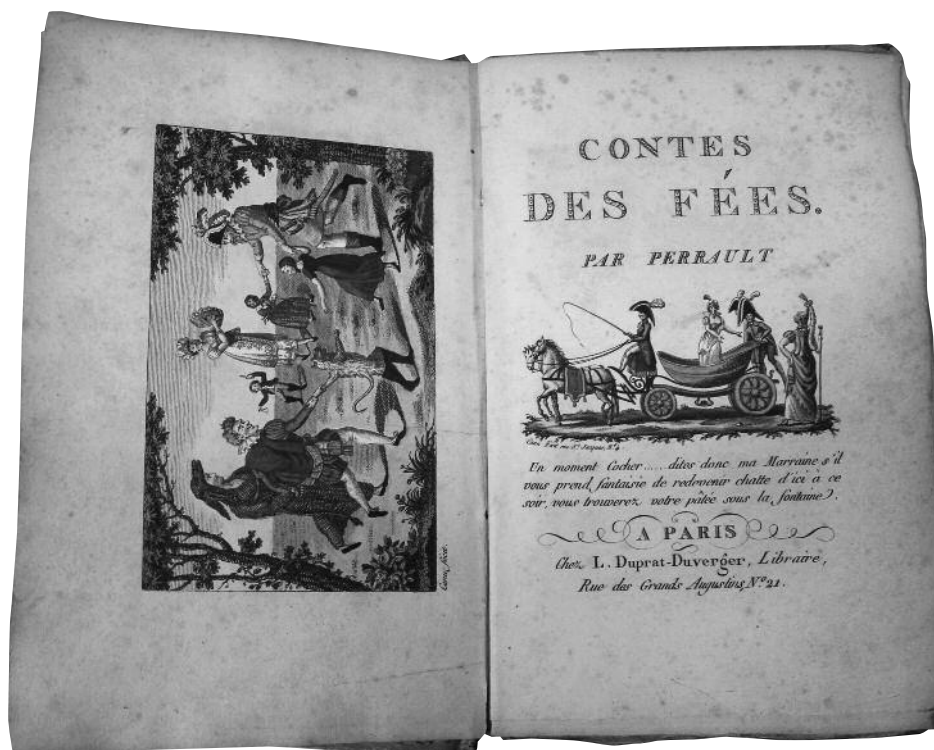 Canu fecit.
CONTES
DES FÉES.
PAR PERRAULT
Un moment Cocher..... dites donc ma Marraine s'il
vous prend fantaisie de redevenir chatte d'ici à ce
soir, vous trouverez votre pâtée sous la fontaine.
A PARIS
Chez L. Duprat-Duverger, Libraire,
Rue des Grands Augustins, N.º 21.